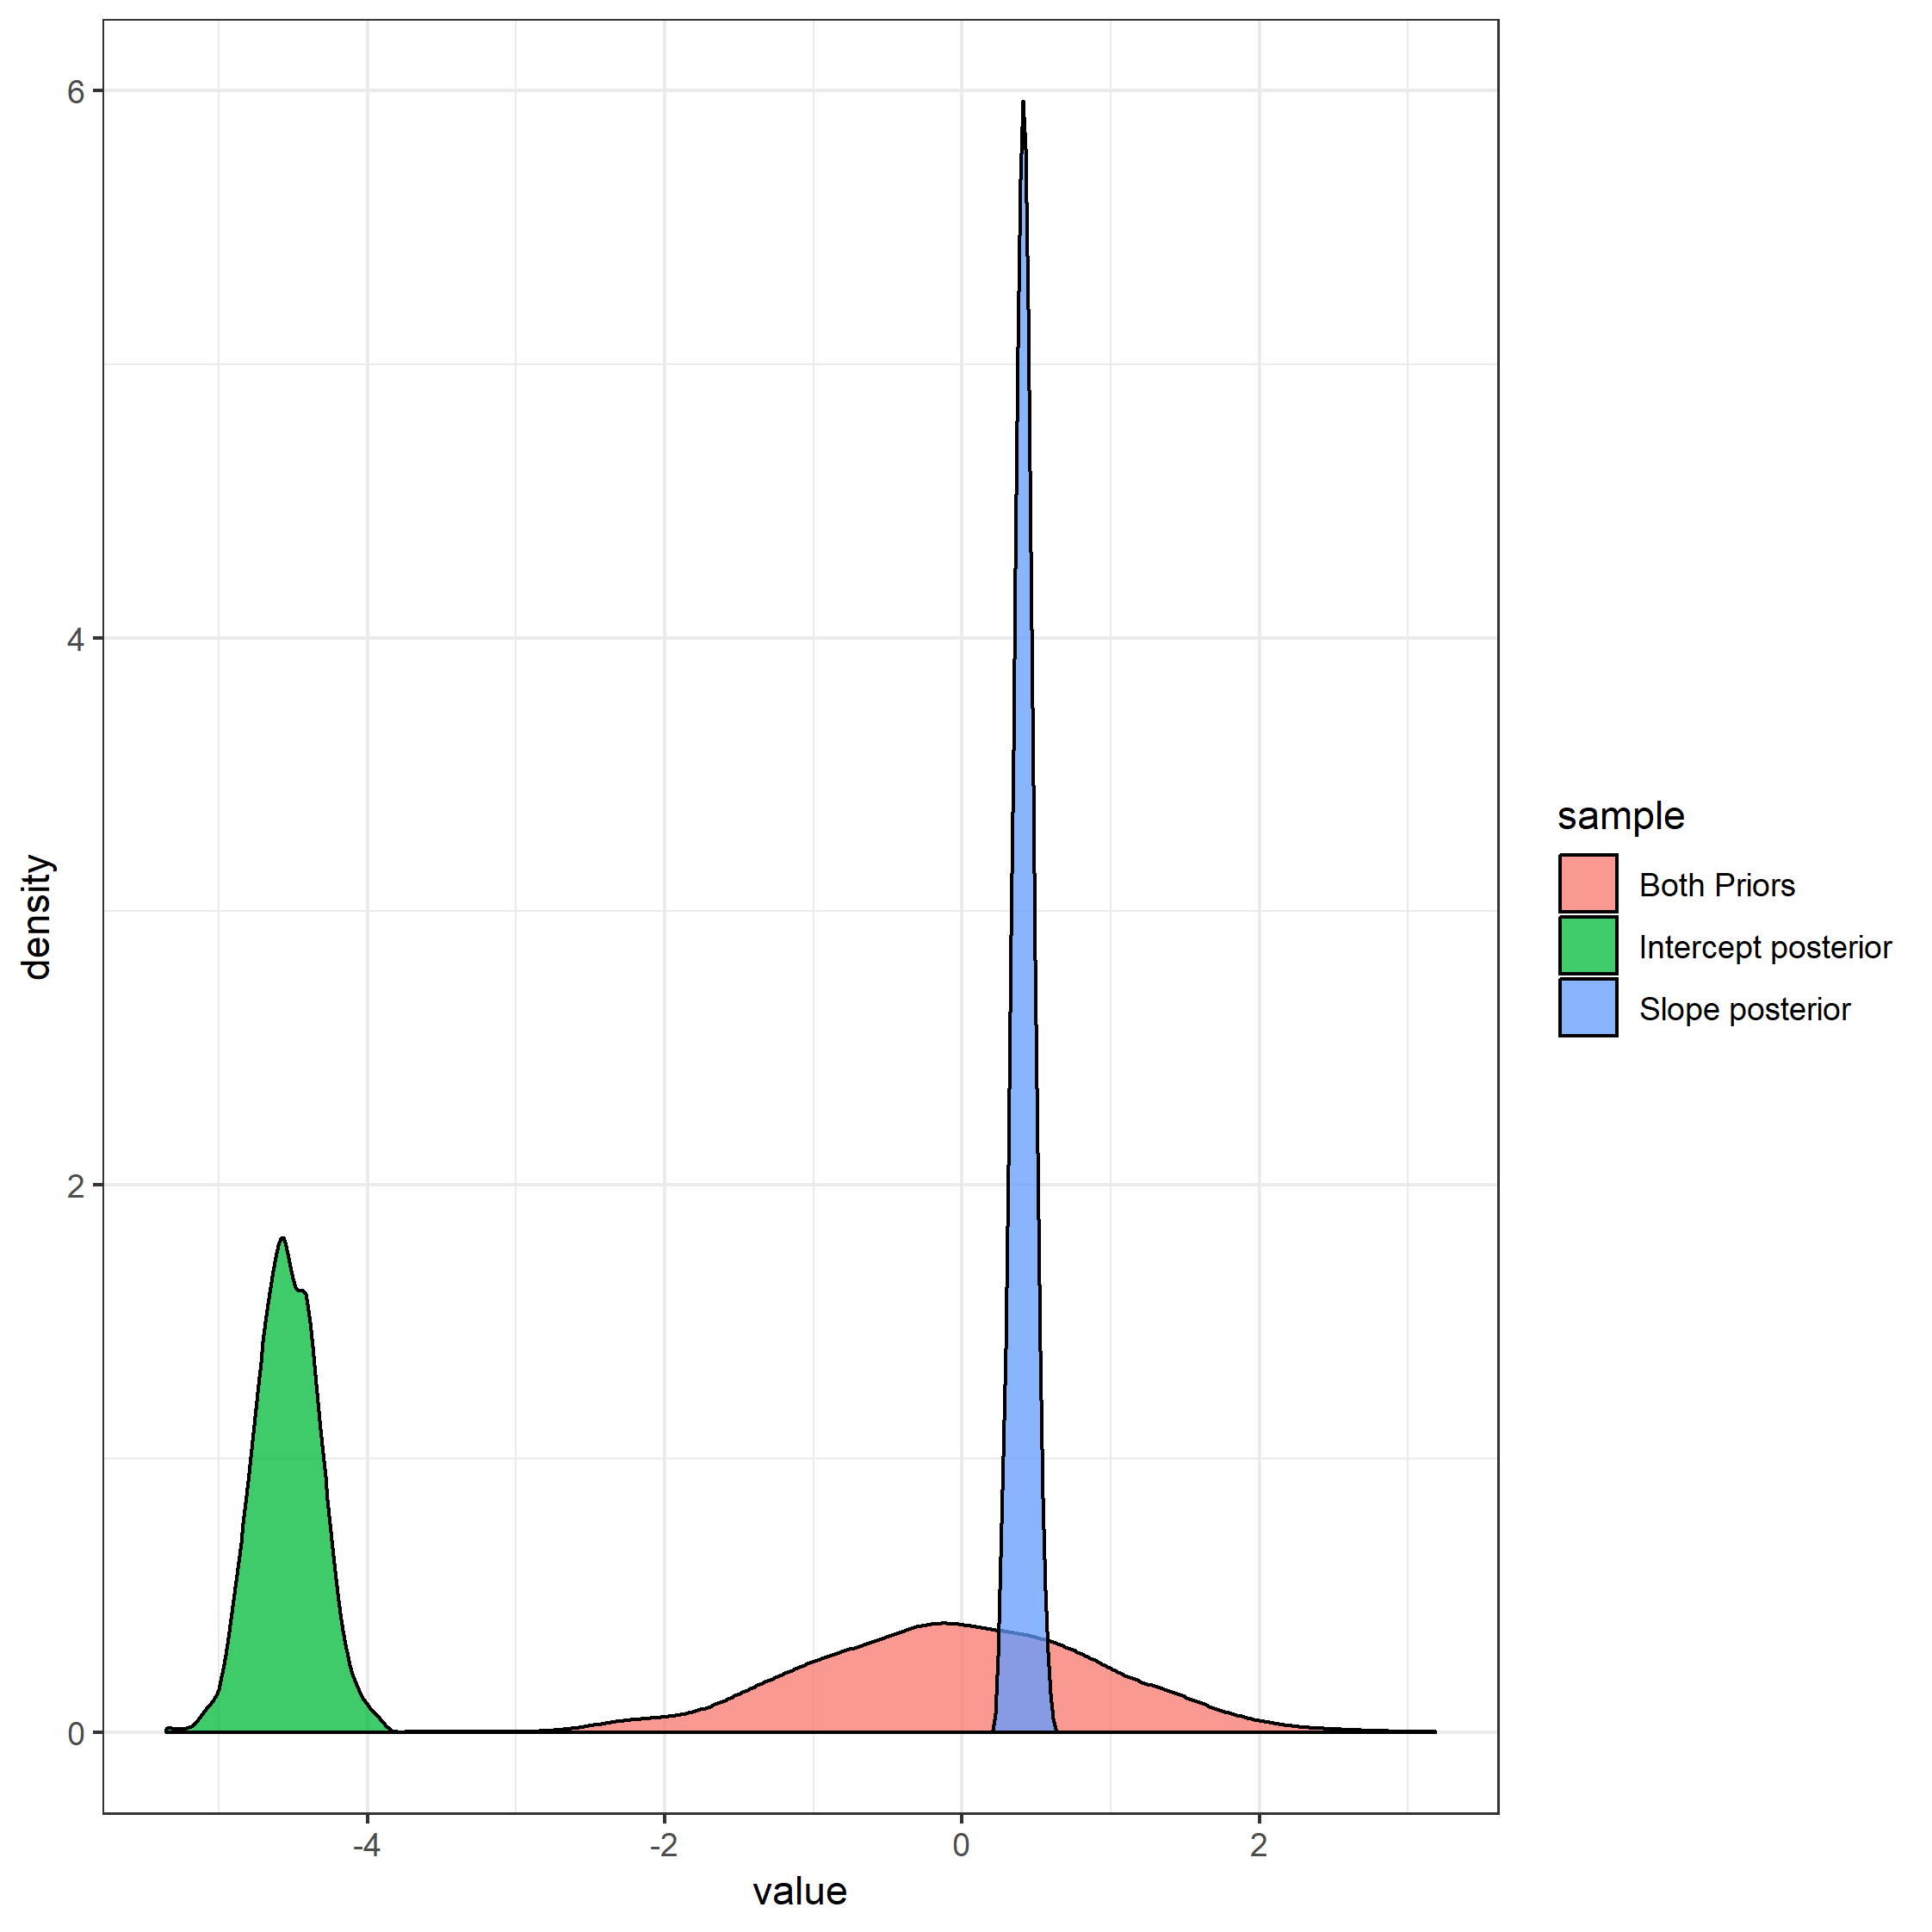 6
4
2
0
density
-4
-2
0
2
value
sample
Both Priors
Intercept posterior
Slope posterior